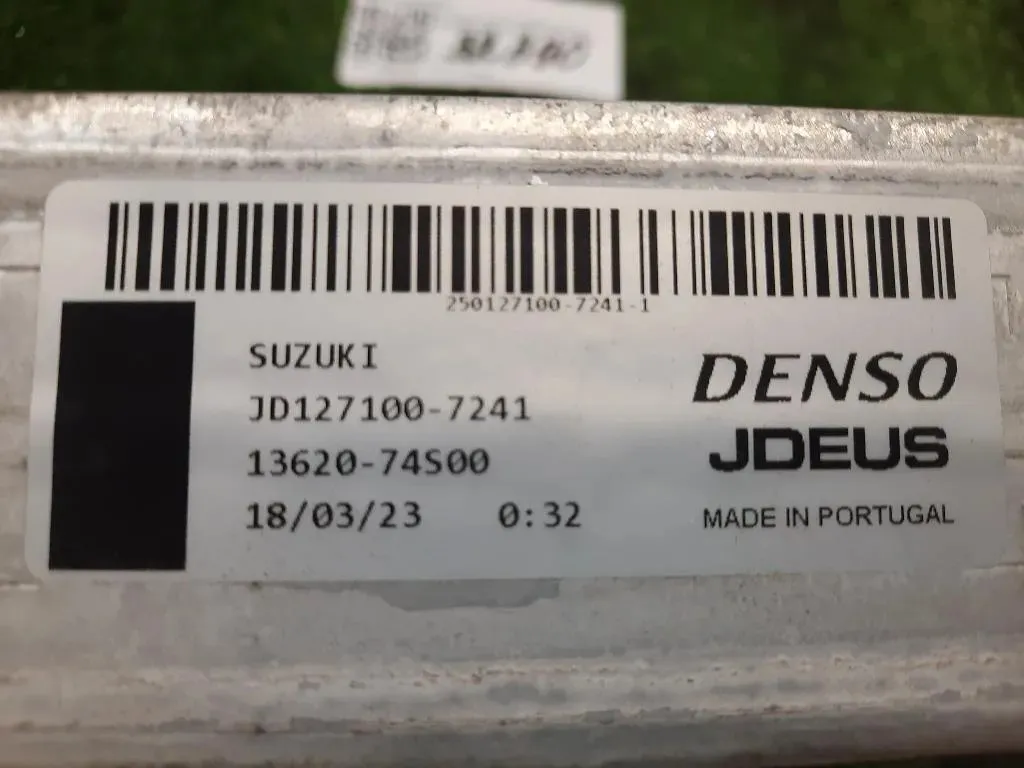 250127100-7241-1
SUZUKI
JD127100-7241
13620-74S00
18/03/23 0:32
DENSO
JDEUS
MADE IN PORTUGAL